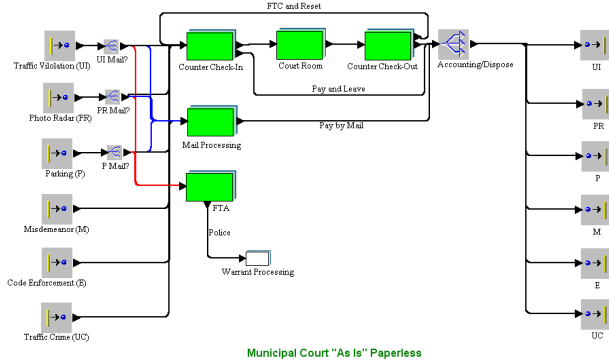 FTC and Reset
Traffic Vilolation (UI)
UI Mail?
Counter Check-In
Court Room
Counter Check-Out
Accounting/Dispose
UI
Pay and Leave
Photo Radar (PR)
PR Mail?
PR
Pay by Mail
Mail Processing
Parking (P)
P Mail?
P
FTA
Misdemeanor (M)
M
Police
Warrant Processing
Code Enforcement (E)
E
Traffic Crime (UC)
UC
Municipal Court "As Is" Paperless